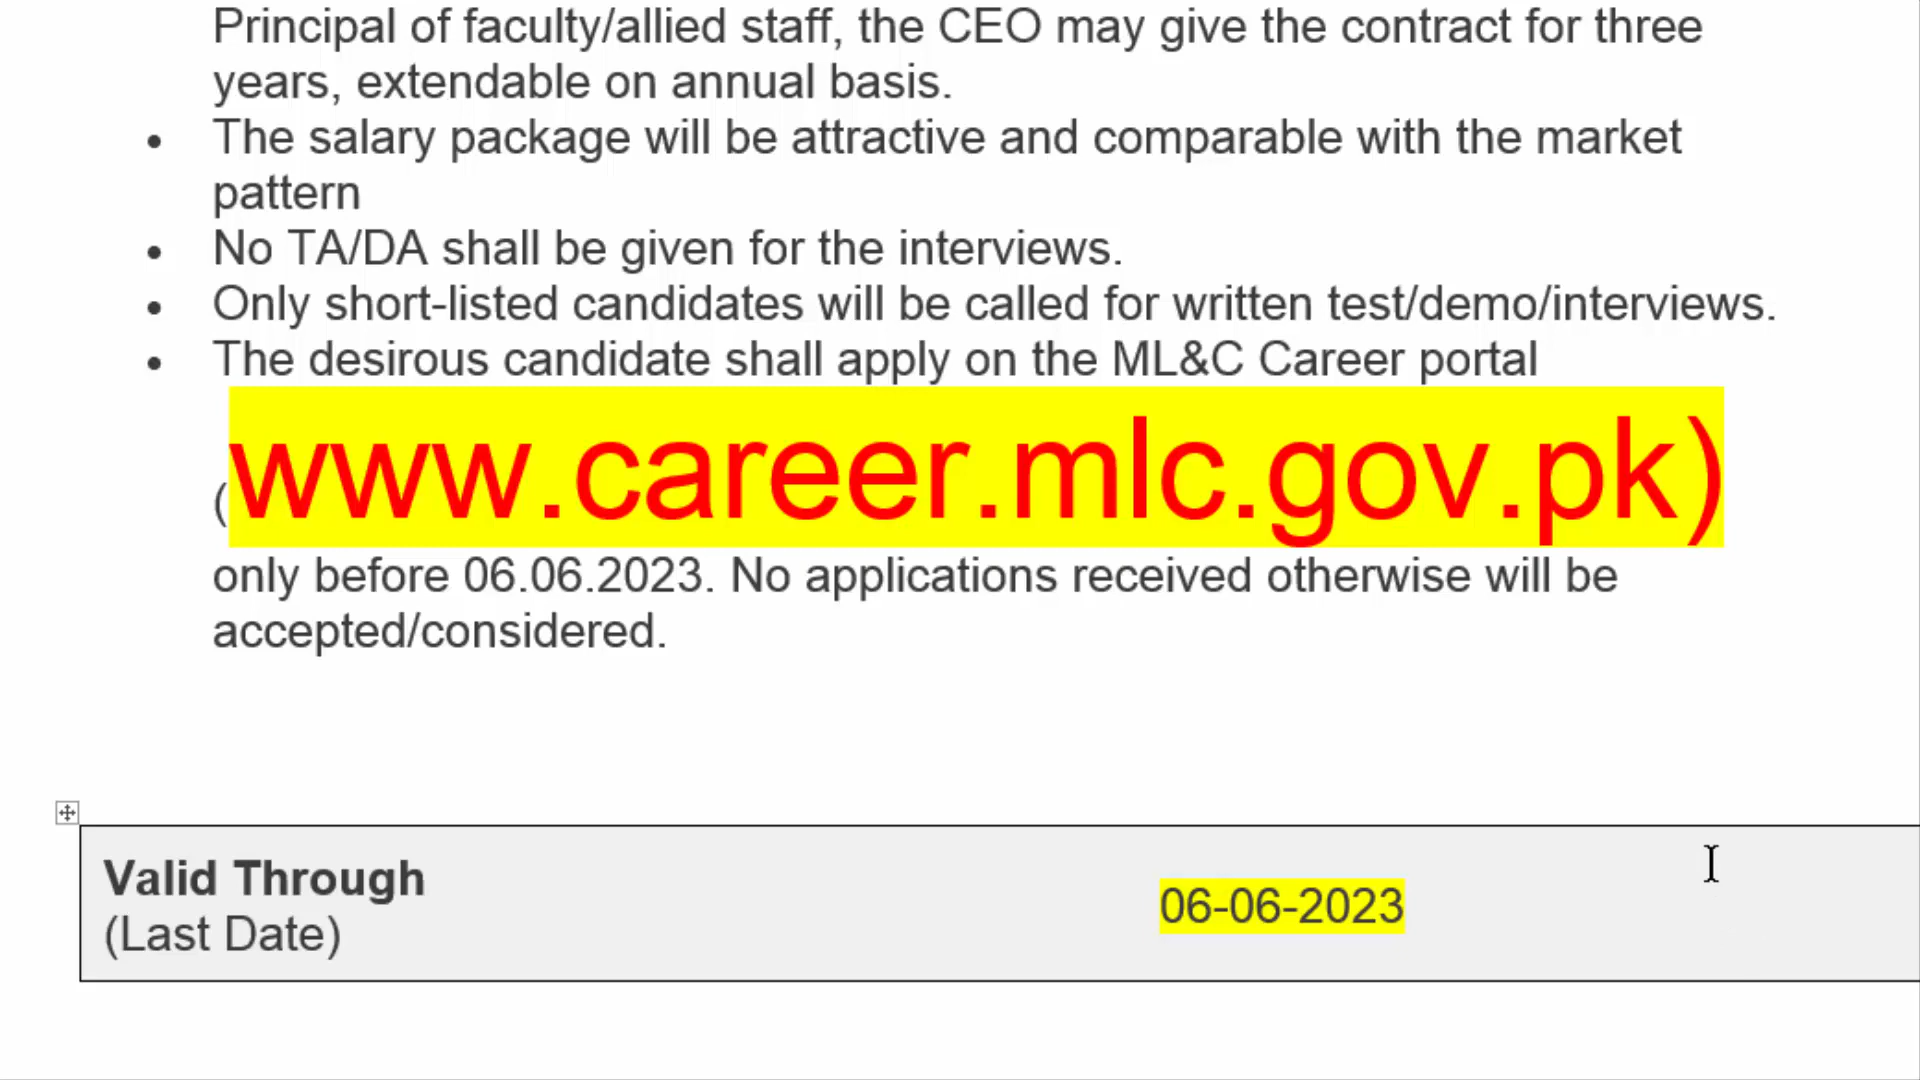 Principal of faculty/allied staff, the CEO may give the contract for three
years, extendable on annual basis.
• The salary package will be attractive and comparable with the market
pattern
• No TA/DA shall be given for the interviews.
• Only short-listed candidates will be called for written test/demo/interviews.
• The desirous candidate shall apply on the ML&C Career portal
(www.career.mlc.gov.pk)
only before 06.06.2023. No applications received otherwise will be
accepted/considered.
Valid Through
(Last Date)
06-06-2023